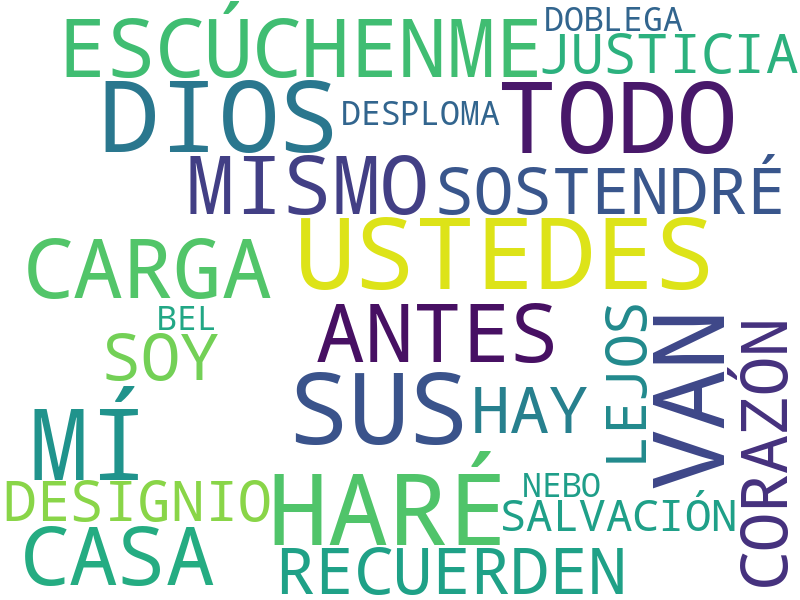 DOBLEGA
ESCÚCHENME
JUSTICIA
DIOS
DESPLOMA
TODO
MISMO
SOSTENDRÉ
USTEDES
CARGA
BEL
ANTES
SOY
LEJOS
VAN
CORAZÓN
SUS
HAY
MÍ
HARÉ
NEBO
DESIGNIO
SALVACIÓN
CASA
RECUERDEN